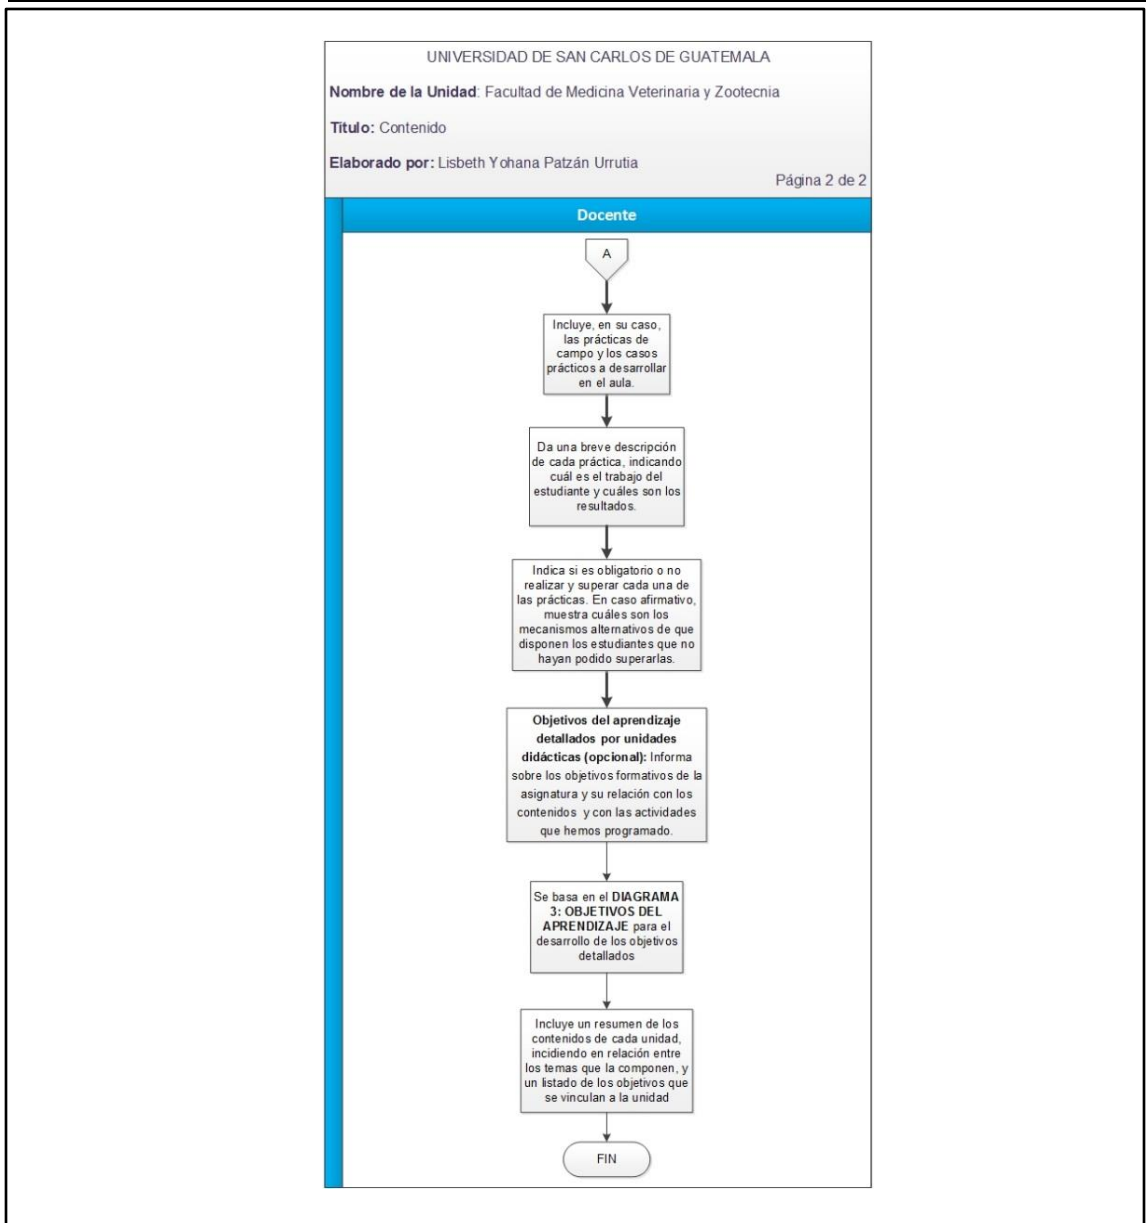 UNIVERSIDAD DE SAN CARLOS DE GUATEMALA
Nombre de la Unidad: Facultad de Medicina Veterinaria y Zootecnia
Título: Contenido
Elaborado por: Lisbeth Yohana Patzán Urrutia
Página 2 de 2
Docente
A
Incluye, en su caso,
las prácticas de
campo y los casos
prácticos a desarrollar
en el aula.
Da una breve descripción
de cada práctica, indicando
cuál es el trabajo del
estudiante y cuáles son los
resultados.
Indica si es obligatorio o no
realizar y superar cada una de
las prácticas. En caso afirmativo,
muestra cuáles son los
mecanismos alternativos de que
disponen los estudiantes que no
hayan podido superarlas.
Objetivos del aprendizaje
detallados por unidades
didácticas (opcional): Informa
sobre los objetivos formativos de la
asignatura y su relación con los
contenidos y con las actividades
que hemos programado.
Se basa en el DIAGRAMA
3: OBJETIVOS DEL
APRENDIZAJE para el
desarrollo de los objetivos
detallados
Incluye un resumen de los
contenidos de cada unidad,
incidiendo en relación entre
los temas que la componen, y
un listado de los objetivos que
se vinculan a la unidad
FIN